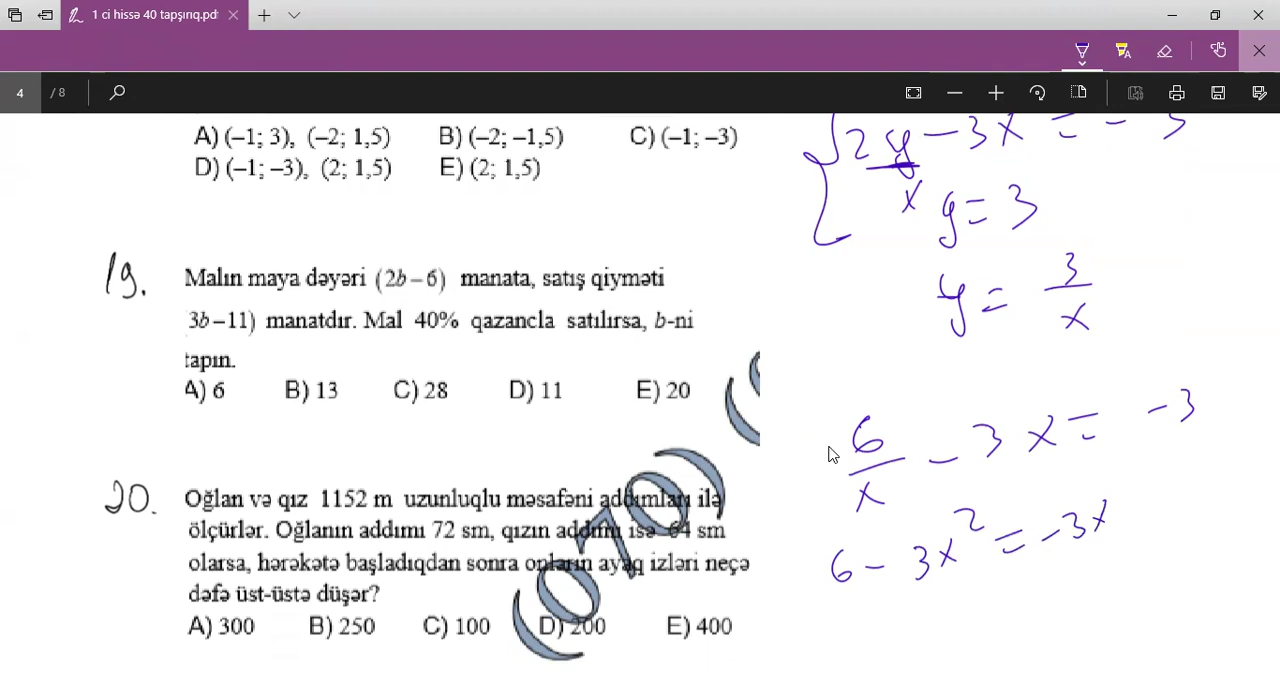 1 ci hissə 40 tapşırıq.pdf
4 / 8
A) (–1; 3), (–2; 1,5) B) (–2; –1,5) C) (–1; –3)
D) (–1; –3), (2; 1,5) E) (2; 1,5)
19. Malın maya dəyəri (2b – 6) manata, satış qiyməti
3b – 11) manatdır. Mal 40% qazancla satılırsa, b-ni
tapın.
A) 6 B) 13 C) 28 D) 11 E) 20
20. Oğlan və qız 1152 m uzunluqlu məsafəni addımları ilə
ölçürlər. Oğlanın addımı 72 sm, qızın addımı isə 64 sm
olarsa, hərəkətə başladıqdan sonra onların ayaq izləri neçə
dəfə üst-üstə düşər?
A) 300 B) 250 C) 100 D) 200 E) 400
(070)
2y – 3x = – 3
xy = 3
y = 3/x
6/x – 3x = –3
6 – 3x² = –3x